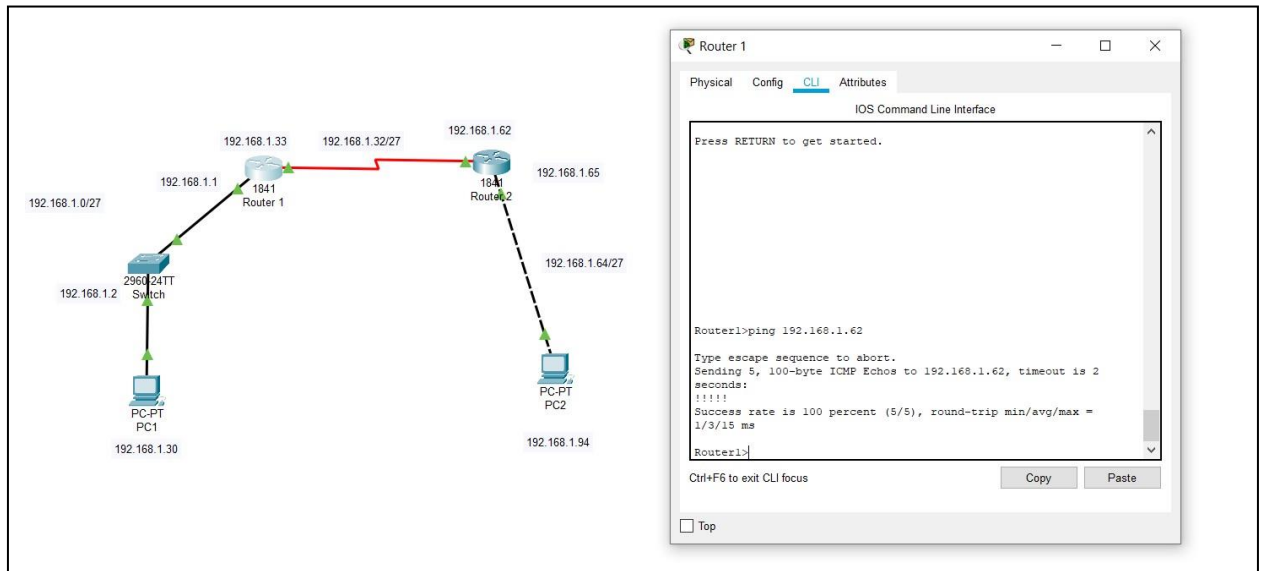 192.168.1.62
192.168.1.33
192.168.1.32/27
192.168.1.65
192.168.1.1
1841
Router 1
1841
Router 2
192.168.1.0/27
192.168.1.64/27
2960-24TT
Switch
192.168.1.2
PC-PT
PC1
192.168.1.30
PC-PT
PC2
192.168.1.94
Router 1
Physical Config CLI Attributes
IOS Command Line Interface
Press RETURN to get started.
Router1>ping 192.168.1.62
Type escape sequence to abort.
Sending 5, 100-byte ICMP Echos to 192.168.1.62, timeout is 2
seconds:
!!!!!
Success rate is 100 percent (5/5), round-trip min/avg/max =
1/3/15 ms
Router1>
Ctrl+F6 to exit CLI focus
Copy Paste
Top